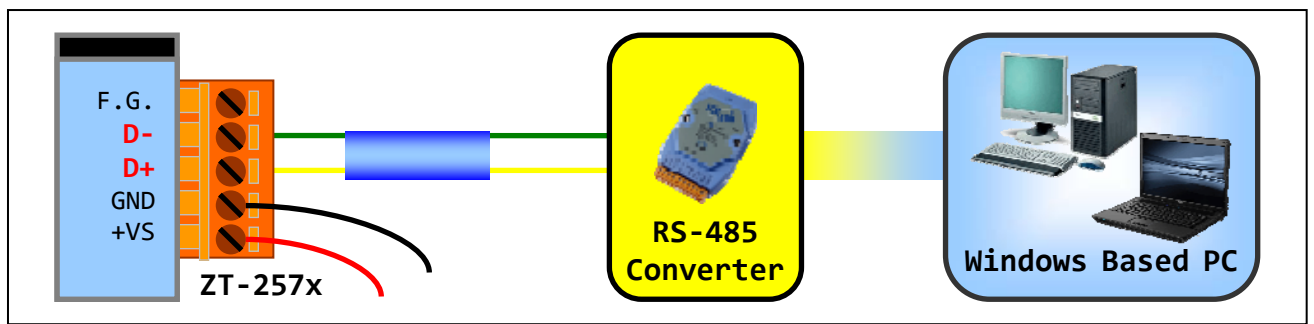 F.G.
D-
D+
GND
+VS
ZT-257x
RS-485
Converter
Windows Based PC